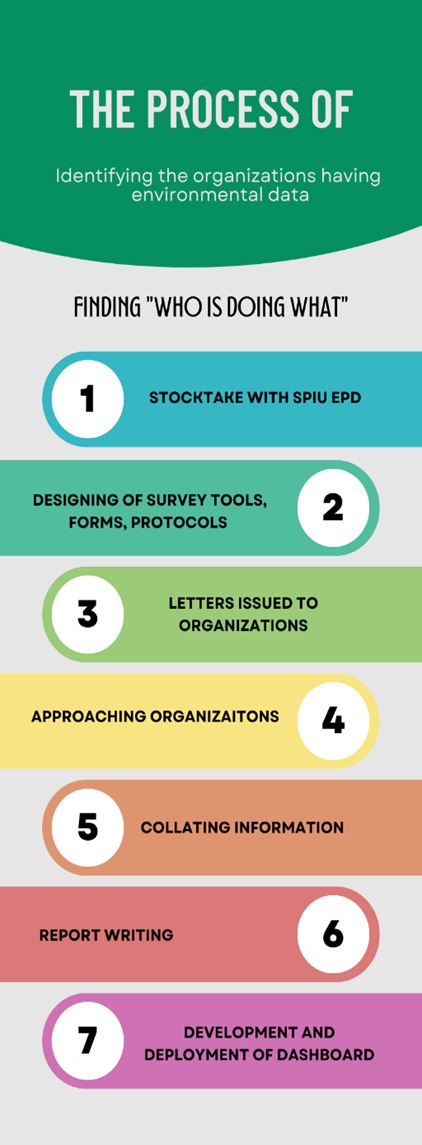 THE PROCESS OF
Identifying the organizations having
environmental data
FINDING "WHO IS DOING WHAT"
1
STOCKTAKE WITH SPIU EPD
DESIGNING OF SURVEY TOOLS,
FORMS, PROTOCOLS
2
3
LETTERS ISSUED TO
ORGANIZATIONS
APPROACHING ORGANIZAITONS
4
5
COLLATING INFORMATION
REPORT WRITING
6
7
DEVELOPMENT AND
DEPLOYMENT OF DASHBOARD